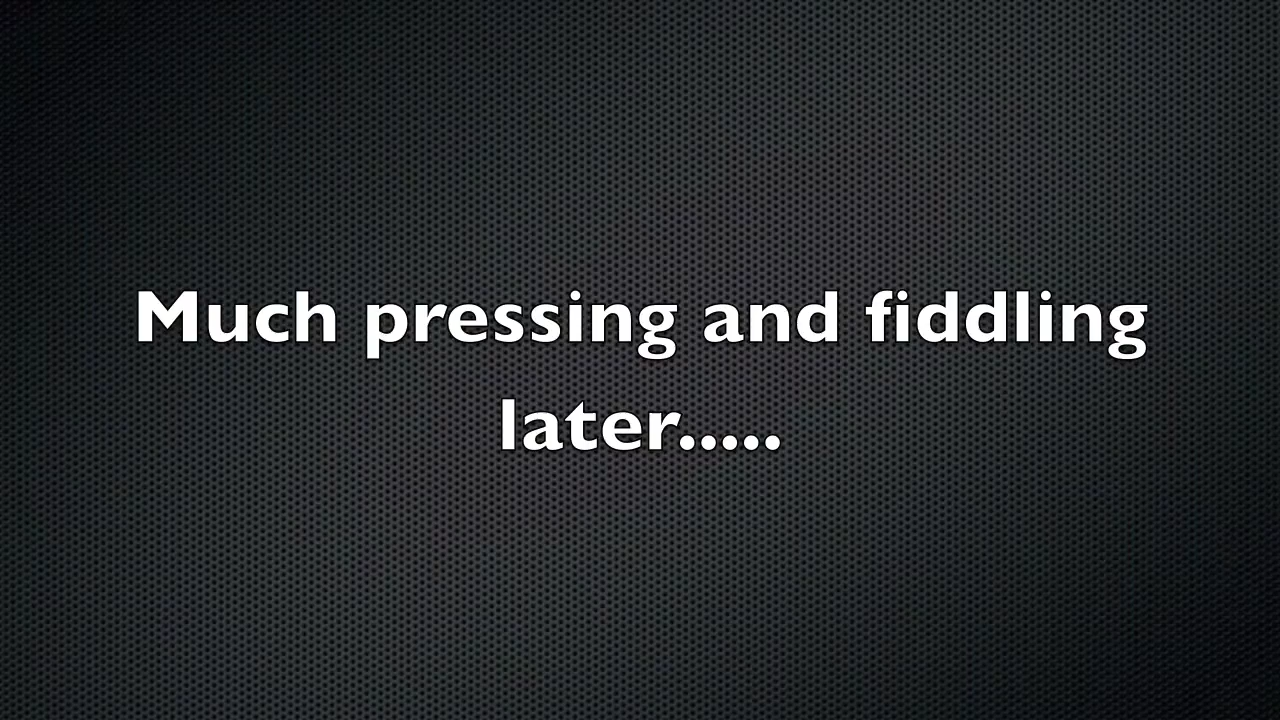 Much pressing and fiddling
later.....